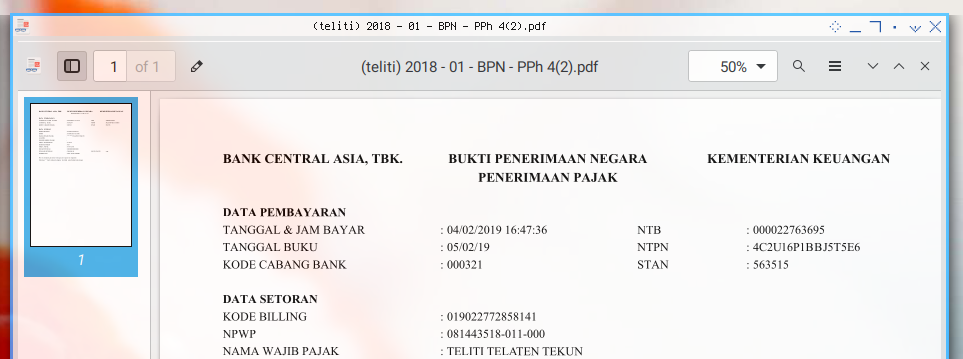 (teliti) 2018 - 01 - BPN - PPh 4(2).pdf
1 of 1 (teliti) 2018 - 01 - BPN - PPh 4(2).pdf 50%
BANK CENTRAL ASIA, TBK. BUKTI PENERIMAAN NEGARA KEMENTERIAN KEUANGAN
PENERIMAAN PAJAK
DATA PEMBAYARAN
TANGGAL & JAM BAYAR : 04/02/2019 16:47:36 NTB : 000022763695
TANGGAL BUKU : 05/02/19 NTPN : 4C2U16P1BBJ5T5E6
KODE CABANG BANK : 000321 STAN : 563515
1
DATA SETORAN
KODE BILLING : 019022772858141
NPWP : 081443518-011-000
NAMA WAJIB PAJAK : TELITI TELATEN TEKUN